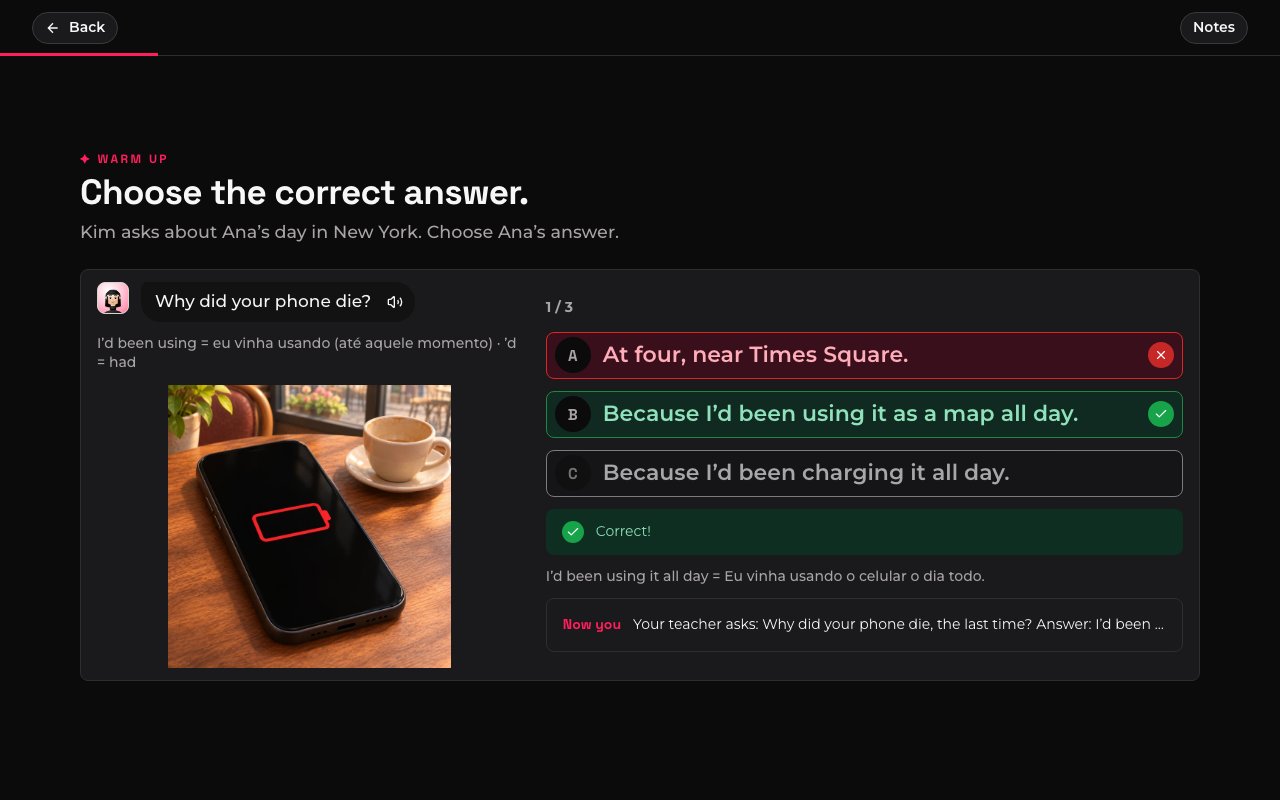 Back
Notes
WARM UP
Choose the correct answer.
Kim asks about Ana’s day in New York. Choose Ana’s answer.
Why did your phone die?
I’d been using = eu vinha usando (até aquele momento) · ’d
= had
1 / 3
A At four, near Times Square.
B Because I’d been using it as a map all day.
C Because I’d been charging it all day.
Correct!
I’d been using it all day = Eu vinha usando o celular o dia todo.
Now you Your teacher asks: Why did your phone die, the last time? Answer: I’d been ...